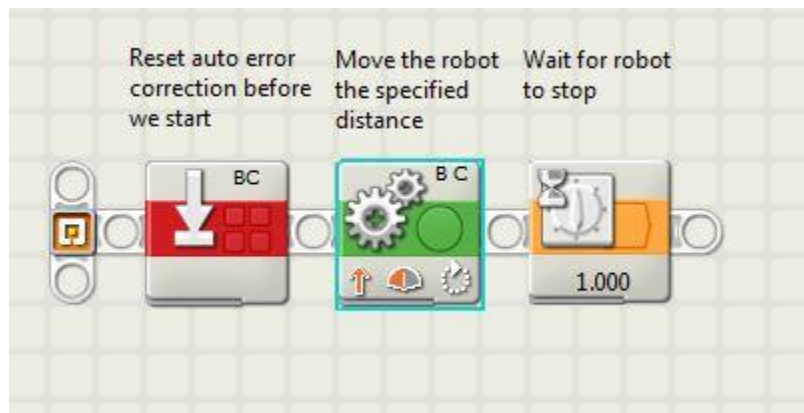 Reset auto error
correction before
we start
Move the robot
the specified
distance
Wait for robot
to stop
BC
B C
1.000